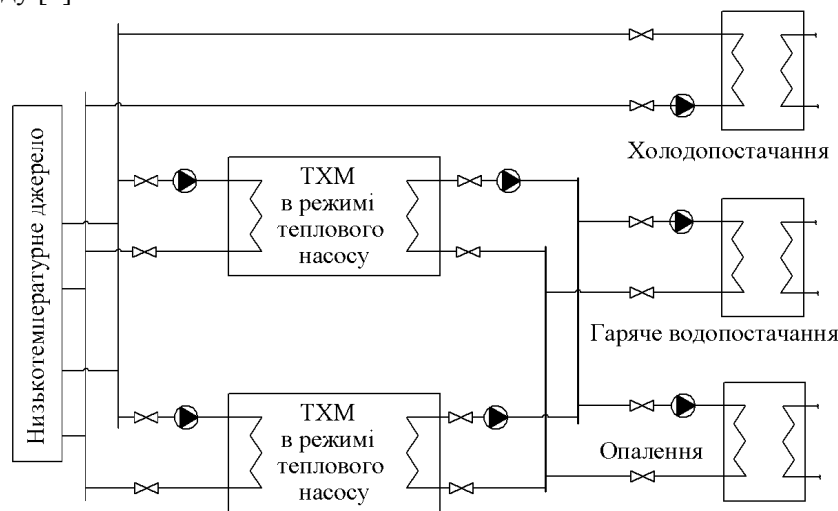 Низькотемпературне джерело
Холодопостачання
ТХМ
в режимі
теплового
насосу
Гаряче водопостачання
ТХМ
в режимі
теплового
насосу
Опалення